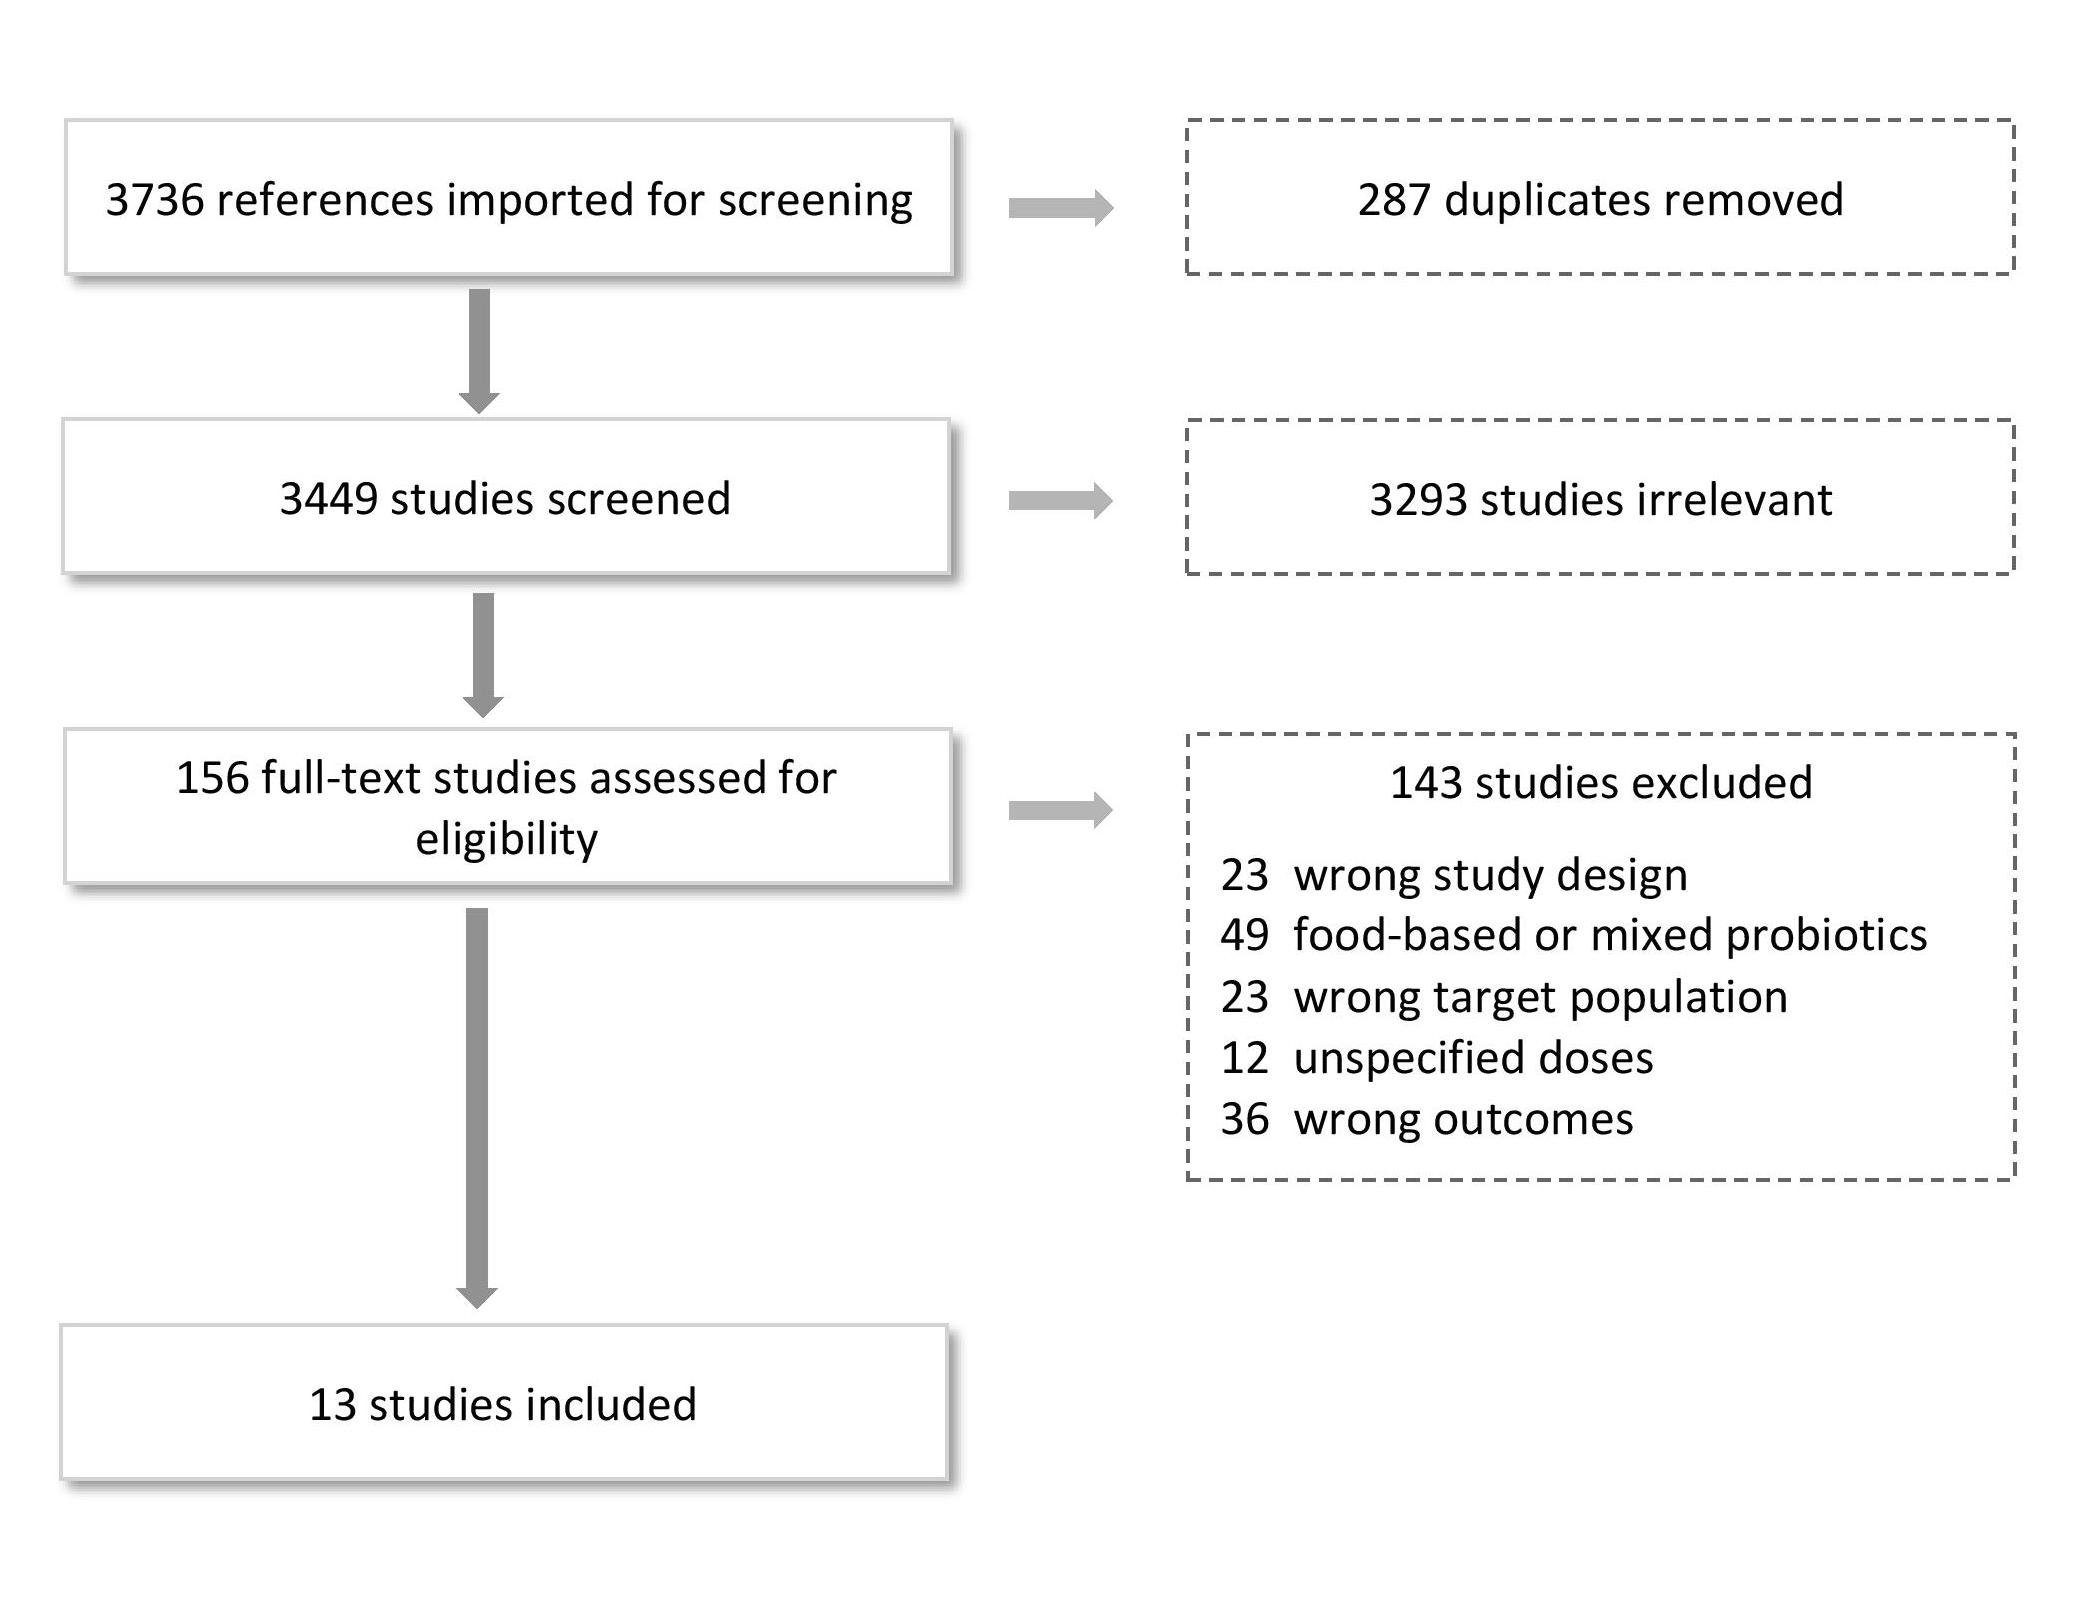 3736 references imported for screening
287 duplicates removed
3449 studies screened
3293 studies irrelevant
156 full-text studies assessed for
eligibility
143 studies excluded
23 wrong study design
49 food-based or mixed probiotics
23 wrong target population
12 unspecified doses
36 wrong outcomes
13 studies included